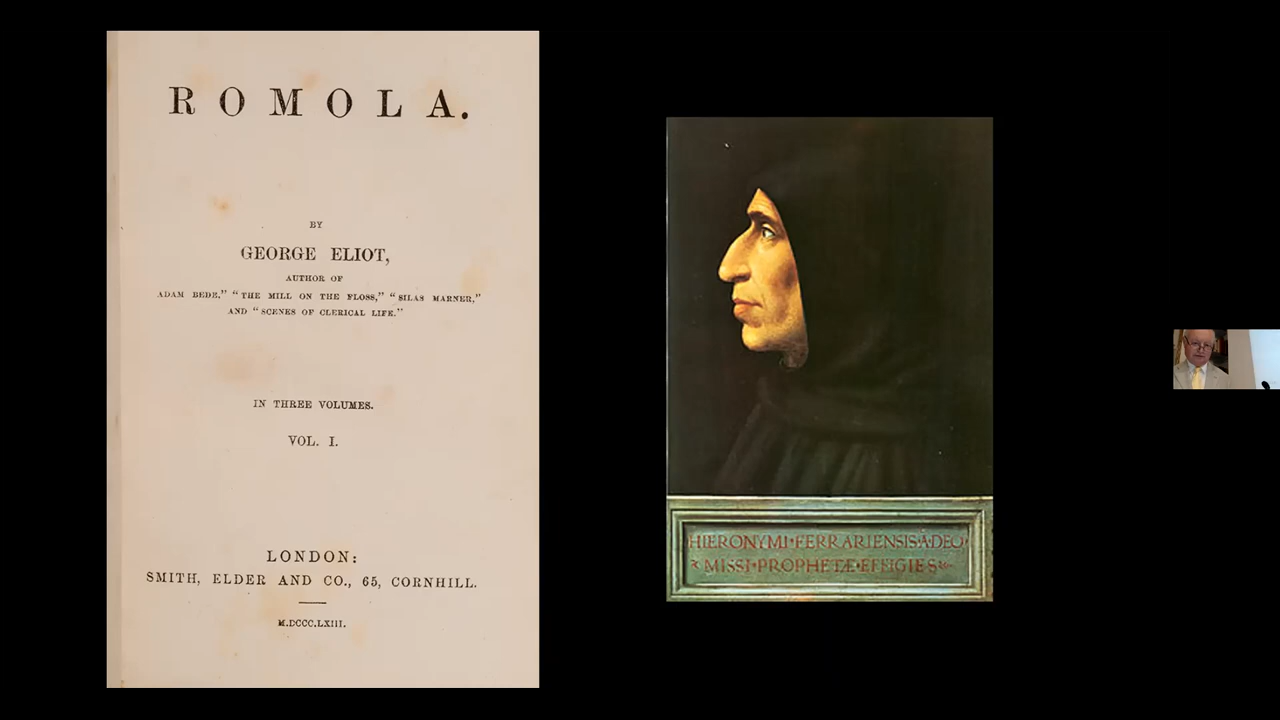 ROMOLA.
BY
GEORGE ELIOT,
AUTHOR OF
ADAM BEDE," "THE MILL ON THE FLOSS," "SILAS MARNER,"
AND "SCENES OF CLERICAL LIFE."
IN THREE VOLUMES.
VOL. I.
LONDON:
SMITH, ELDER AND CO., 65, CORNHILL.
M.DCCC.LXIII.
HIERONYMI·FERRARIENSIS·A·DEO·
MISSI·PROPHETÆ·EFFIGIES